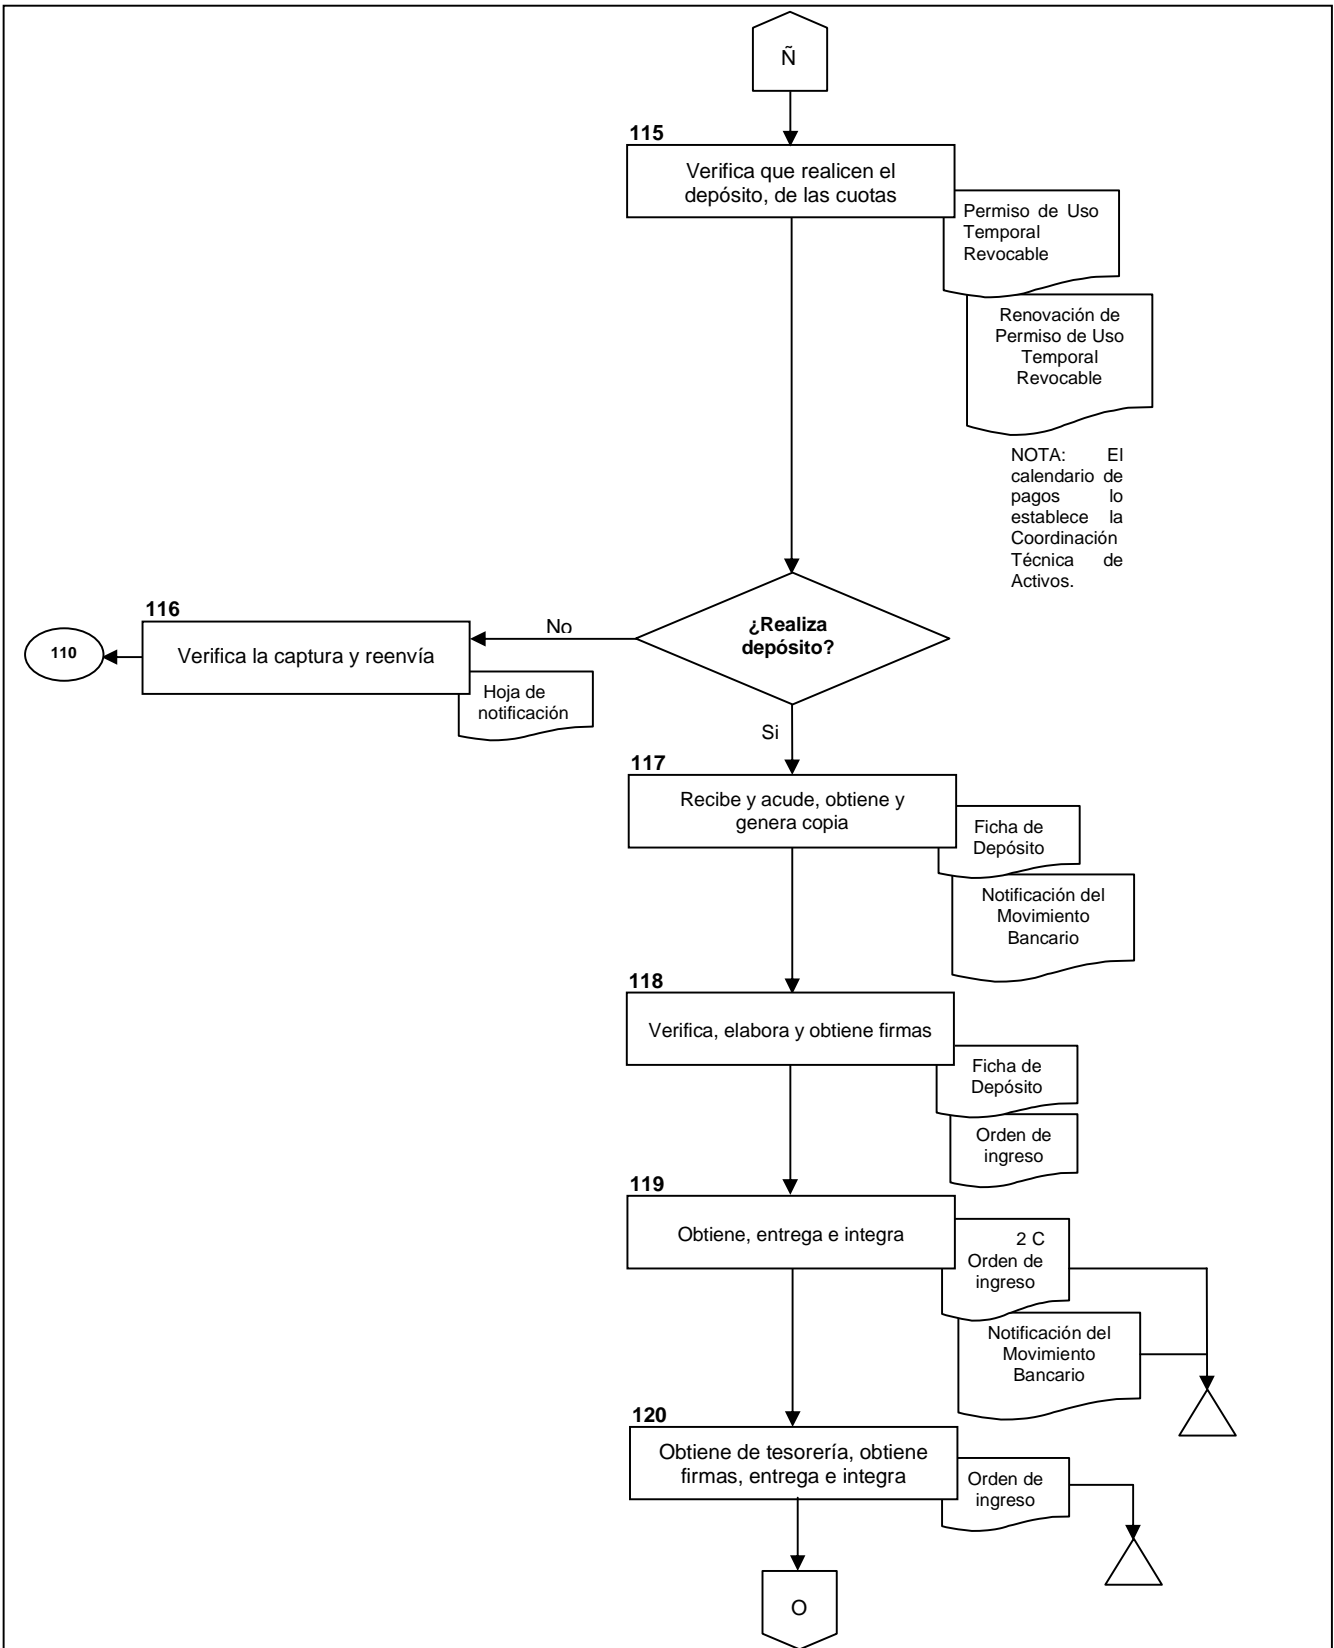 Ñ
115
Verifica que realicen el
depósito, de las cuotas
Permiso de Uso
Temporal
Revocable
Renovación de
Permiso de Uso
Temporal
Revocable
NOTA: El
calendario de
pagos lo
establece la
Coordinación
Técnica de
Activos.
¿Realiza
depósito?
No
116
Verifica la captura y reenvía
110
Hoja de
notificación
Si
117
Recibe y acude, obtiene y
genera copia
Ficha de
Depósito
Notificación del
Movimiento
Bancario
118
Verifica, elabora y obtiene firmas
Ficha de
Depósito
Orden de
ingreso
119
Obtiene, entrega e integra
2 C
Orden de
ingreso
Notificación del
Movimiento
Bancario
120
Obtiene de tesorería, obtiene
firmas, entrega e integra
Orden de
ingreso
O